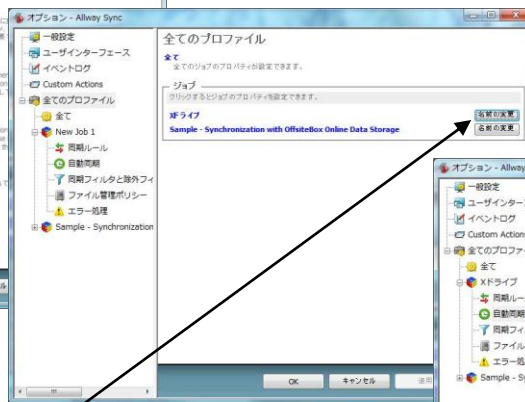 オプション - Allway Sync
一般設定
ユーザインターフェース
イベントログ
Custom Actions
全てのプロファイル
全て
New Job 1
同期ルール
自動同期
同期フィルタと除外フィ
ファイル管理ポリシー
エラー処理
Sample - Synchronization
全てのプロファイル
全て
全てのジョブのプロパティが設定できます。
ジョブ
クリックするとジョブのプロパティを設定できます。
Xドライブ
名前の変更
Sample - Synchronization with OffsiteBox Online Data Storage
名前の変更
OK
キャンセル
適用
オプション - Allway
一般設定
ユーザインター
イベントログ
Custom Action
全てのプロファイ
全て
Xドライブ
同期ルー
自動同期
同期フィ
ファイル
エラー処
Sample - Sy